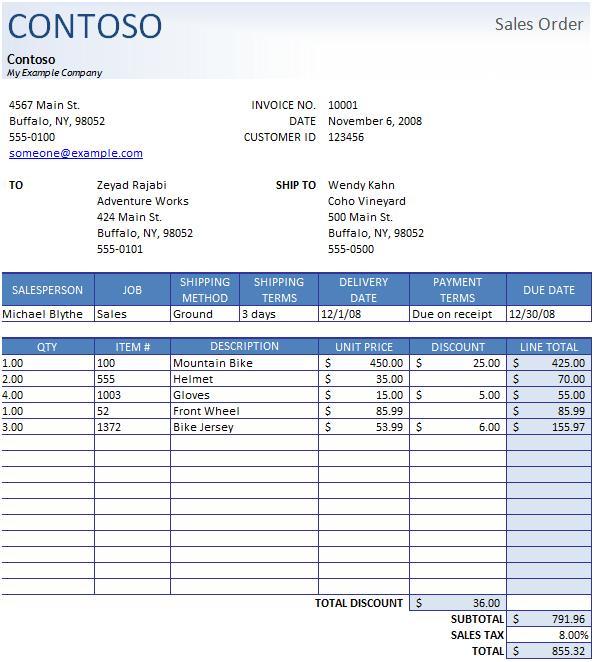 CONTOSO
Sales Order
Contoso
My Example Company
4567 Main St. INVOICE NO. 10001
Buffalo, NY, 98052 DATE November 6, 2008
555-0100 CUSTOMER ID 123456
someone@example.com
TO Zeyad Rajabi SHIP TO Wendy Kahn
Adventure Works Coho Vineyard
424 Main St. 500 Main St.
Buffalo, NY, 98052 Buffalo, NY, 98052
555-0101 555-0500
SALESPERSON JOB SHIPPING METHOD SHIPPING TERMS DELIVERY DATE PAYMENT TERMS DUE DATE
Michael Blythe Sales Ground 3 days 12/1/08 Due on receipt 12/30/08
QTY ITEM # DESCRIPTION UNIT PRICE DISCOUNT LINE TOTAL
1.00 100 Mountain Bike $ 450.00 $ 25.00 $ 425.00
2.00 555 Helmet $ 35.00 $ 70.00
4.00 1003 Gloves $ 15.00 $ 5.00 $ 55.00
1.00 52 Front Wheel $ 85.99 $ 85.99
3.00 1372 Bike Jersey $ 53.99 $ 6.00 $ 155.97
TOTAL DISCOUNT $ 36.00
SUBTOTAL $ 791.96
SALES TAX 8.00%
TOTAL $ 855.32